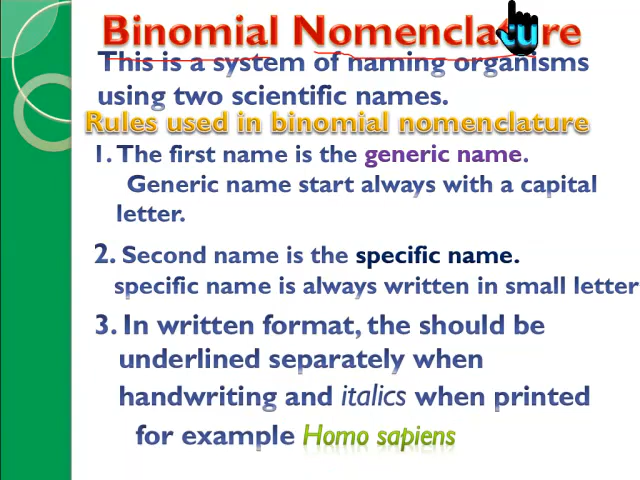 Binomial Nomenclature
This is a system of naming organisms
using two scientific names.
Rules used in binomial nomenclature
1. The first name is the generic name.
Generic name start always with a capital
letter.
2. Second name is the specific name.
specific name is always written in small letter
3. In written format, the should be
underlined separately when
handwriting and italics when printed
for example Homo sapiens